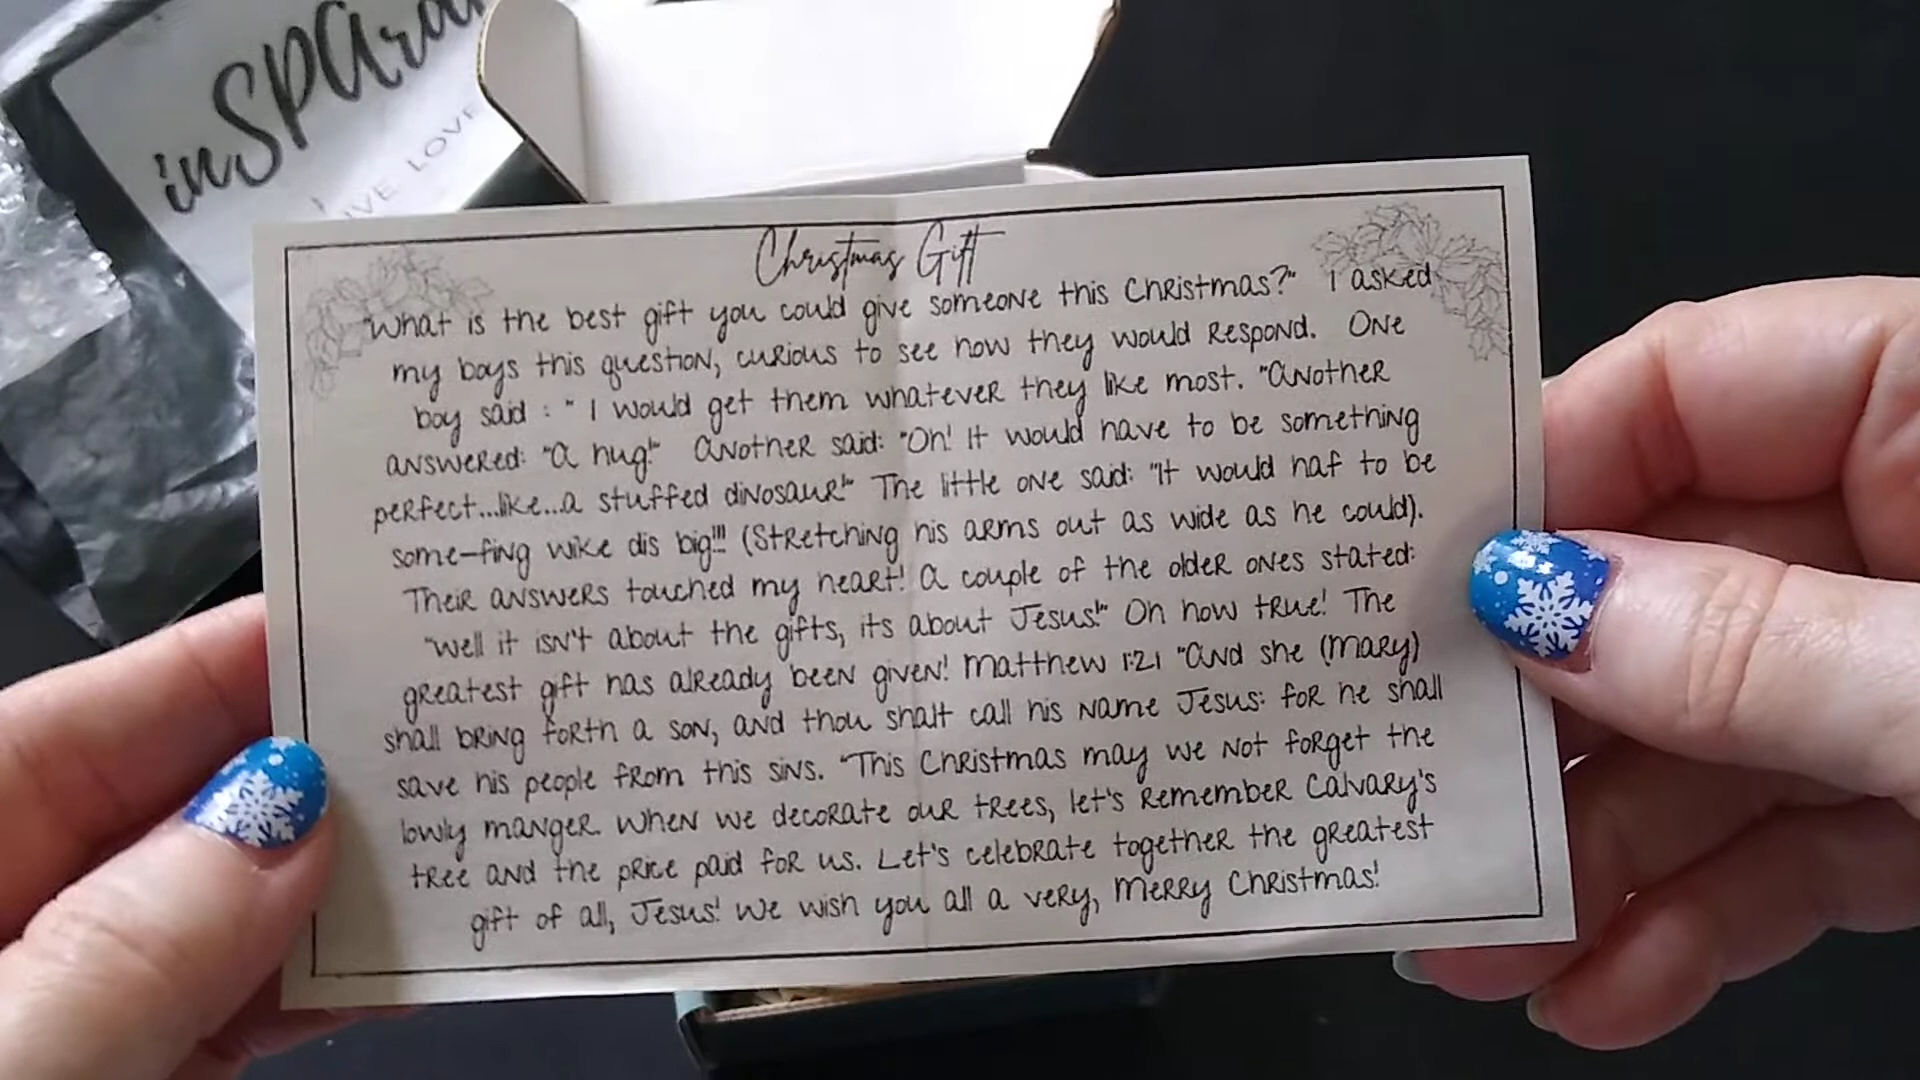 inSPAra
LIVE LOVE
Christmas Gift
"What is the best gift you could give someone this Christmas?" I asked
my boys this question, curious to see how they would respond. One
boy said : " I would get them whatever they like most. "Another
answered: "A hug!" Another said: "Oh! It would have to be something
perfect...like...a stuffed dinosaur!" The little one said: "It would haf to be
some-fing wike dis big!!! (Stretching his arms out as wide as he could).
Their answers touched my heart! A couple of the older ones stated:
"Well it isn't about the gifts, its about Jesus!" Oh how true! The
greatest gift has already been given! Matthew 1:21 "And she (Mary)
shall bring forth a son, and thou shalt call his name Jesus: for he shall
save his people from this sins. "This Christmas may we not forget the
lowly manger. When we decorate our trees, let's remember Calvary's
tree and the price paid for us. Let's celebrate together the greatest
gift of all, Jesus! We wish you all a very, Merry Christmas!